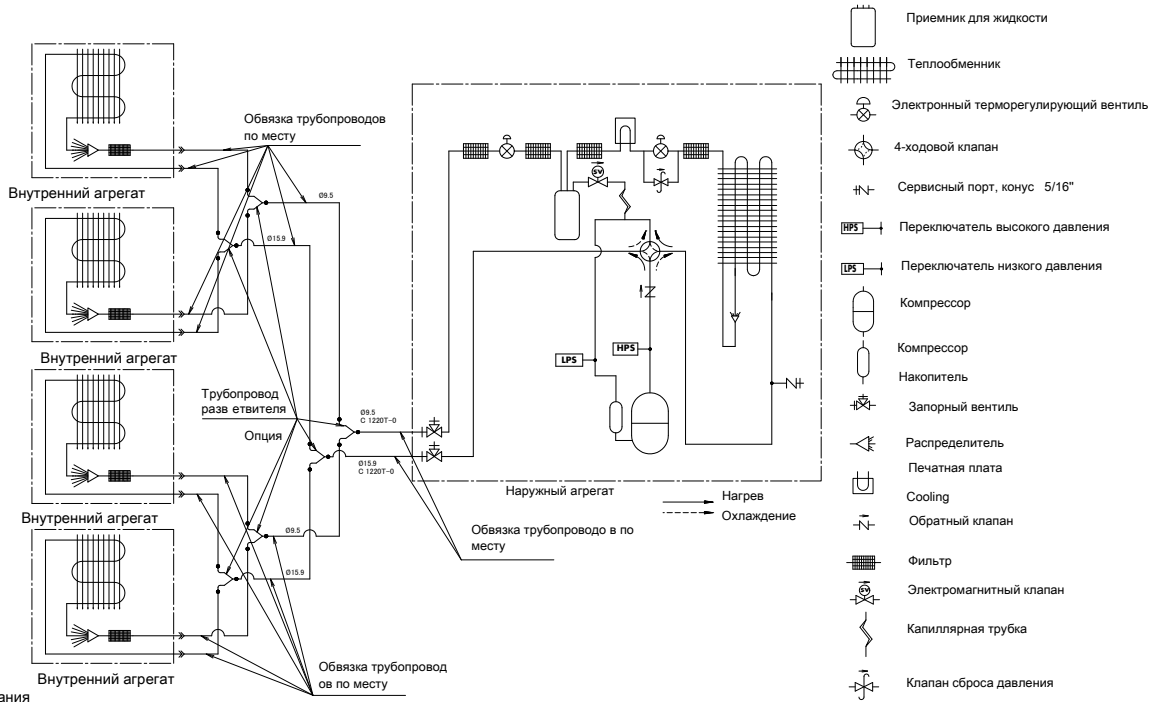 Обвязка трубопроводов
по месту
Ø9.5
Ø15.9
Внутренний агрегат
Внутренний агрегат
Трубопровод
разв етвителя
Опция
Ø9.5
C 1220T-0
Ø15.9
C 1220T-0
Внутренний агрегат
Ø9.5
Ø15.9
Обвязка трубопроводо в по
месту
Внутренний агрегат
Обвязка трубопровод
ов по месту
ания
SV
LPS
HPS
Наружный агрегат
Нагрев
Охлаждение
Приемник для жидкости
Теплообменник
Электронный терморегулирующий вентиль
4-ходовой клапан
Сервисный порт, конус 5/16"
HPS
Переключатель высокого давления
LPS
Переключатель низкого давления
Компрессор
Компрессор
Накопитель
Запорный вентиль
Распределитель
Печатная плата
Cooling
Обратный клапан
Фильтр
SV
Электромагнитный клапан
Капиллярная трубка
Клапан сброса давления